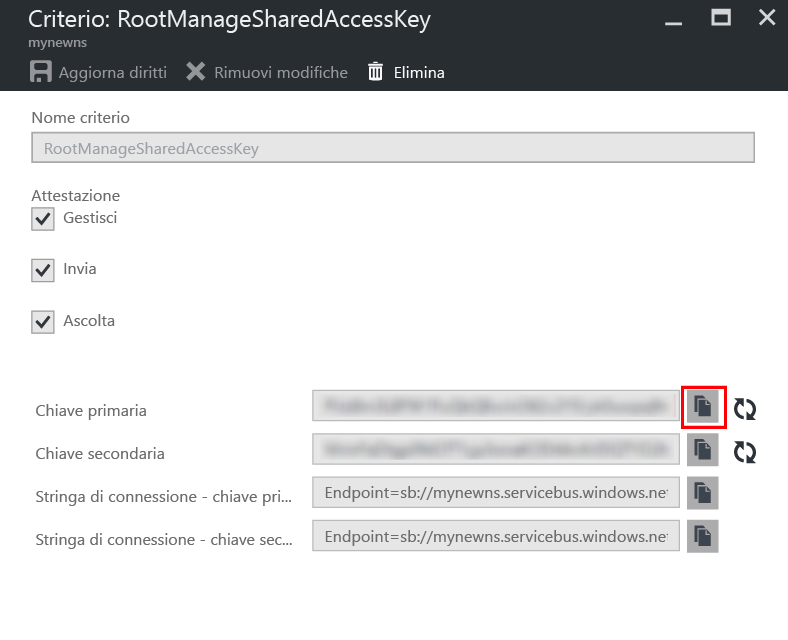 Criterio: RootManageSharedAccessKey
mynewns
Aggiorna diritti Rimuovi modifiche Elimina
Nome criterio
RootManageSharedAccessKey
Attestazione
Gestisci
Invia
Ascolta
Chiave primaria
Chiave secondaria
Stringa di connessione - chiave pri... Endpoint=sb://mynewns.servicebus.windows.ne
Stringa di connessione - chiave sec... Endpoint=sb://mynewns.servicebus.windows.ne